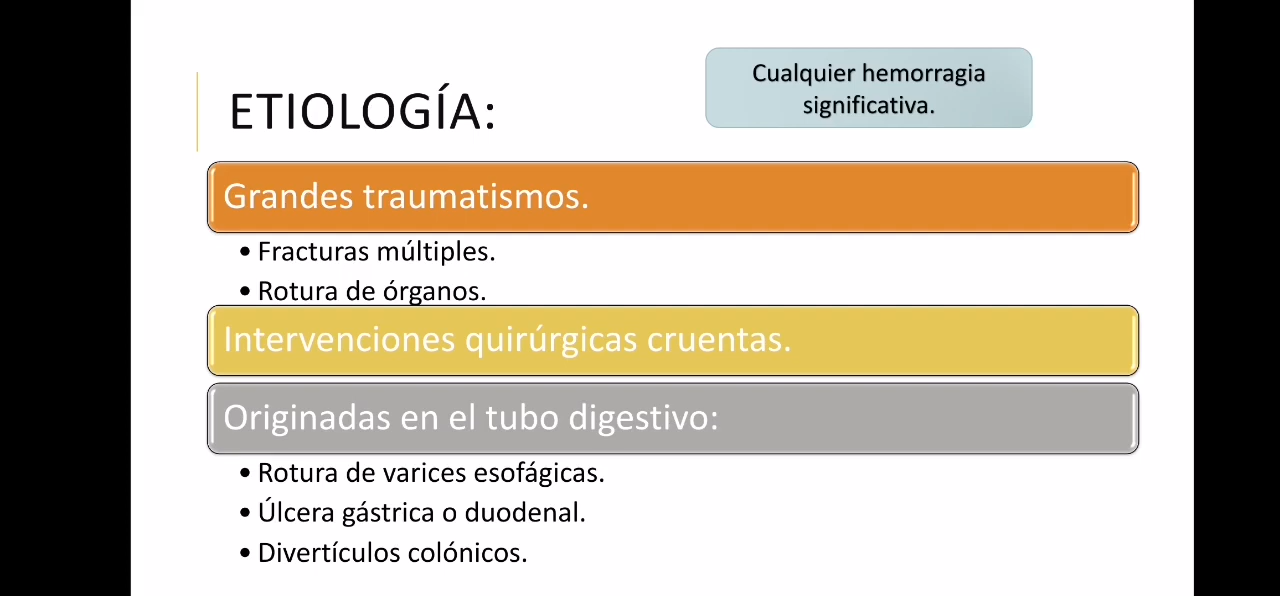 ETIOLOGÍA:
Cualquier hemorragia
significativa.
Grandes traumatismos.
• Fracturas múltiples.
• Rotura de órganos.
Intervenciones quirúrgicas cruentas.
Originadas en el tubo digestivo:
• Rotura de varices esofágicas.
• Úlcera gástrica o duodenal.
• Divertículos colónicos.